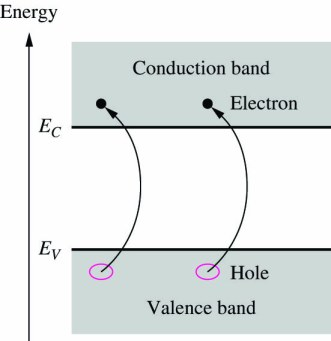 Energy
Conduction band
Electron
E_C
E_V
Hole
Valence band